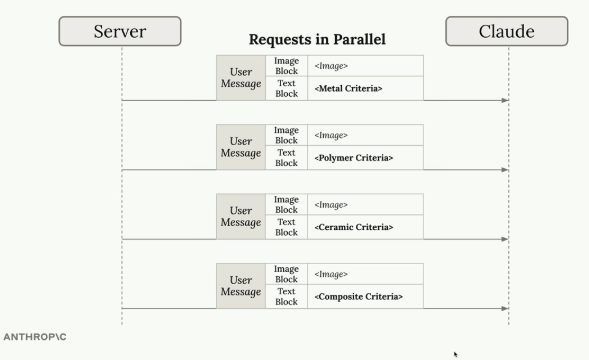 Server
Requests in Parallel
Claude
User Message
Image Block
<Image>
Text Block
<Metal Criteria>
User Message
Image Block
<Image>
Text Block
<Polymer Criteria>
User Message
Image Block
<Image>
Text Block
<Ceramic Criteria>
User Message
Image Block
<Image>
Text Block
<Composite Criteria>
ANTHROP\C